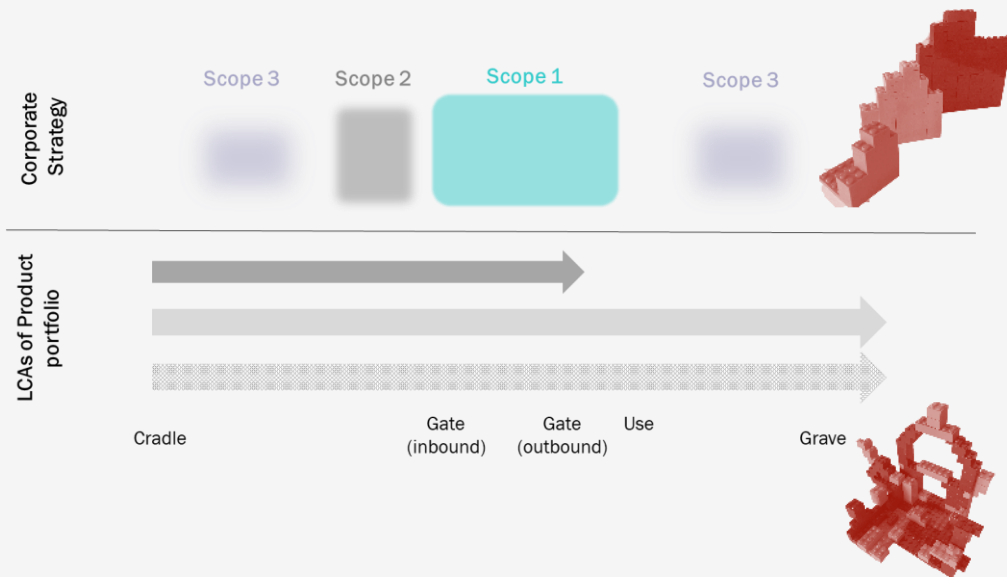 Corporate
Strategy
Scope 3
Scope 2
Scope 1
Scope 3
LCAs of Product
portfolio
Cradle
Gate
(inbound)
Gate
(outbound)
Use
Grave